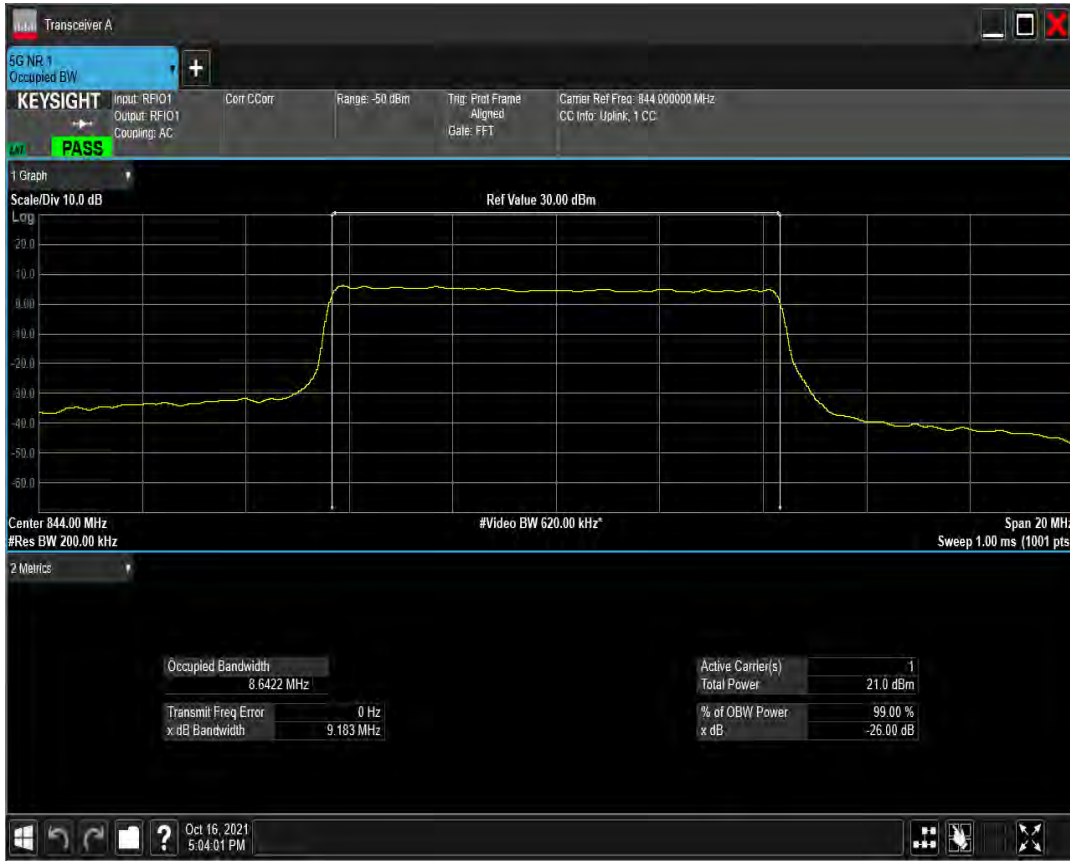 Transceiver A
5G NR 1
Occupied BW
+
KEYSIGHT
Input: RFIO1
Output: RFIO1
Coupling: AC
Corr CCorr
Range: -50 dBm
Trig: Prot Frame
Aligned
Gate: FFT
Carrier Ref Freq: 844.000000 MHz
CC Info: Uplink, 1 CC
PASS
1 Graph
Scale/Div 10.0 dB
Ref Value 30.00 dBm
Log
20.0
10.0
0.00
-10.0
-20.0
-30.0
-40.0
-50.0
-60.0
Center 844.00 MHz
#Video BW 620.00 kHz*
Span 20 MHz
#Res BW 200.00 kHz
Sweep 1.00 ms (1001 pts
2 Metrics
Occupied Bandwidth
8.6422 MHz
Transmit Freq Error 0 Hz
x dB Bandwidth 9.183 MHz
Active Carrier(s) 1
Total Power 21.0 dBm
% of OBW Power 99.00 %
x dB -26.00 dB
?
Oct 16, 2021
5:04:01 PM